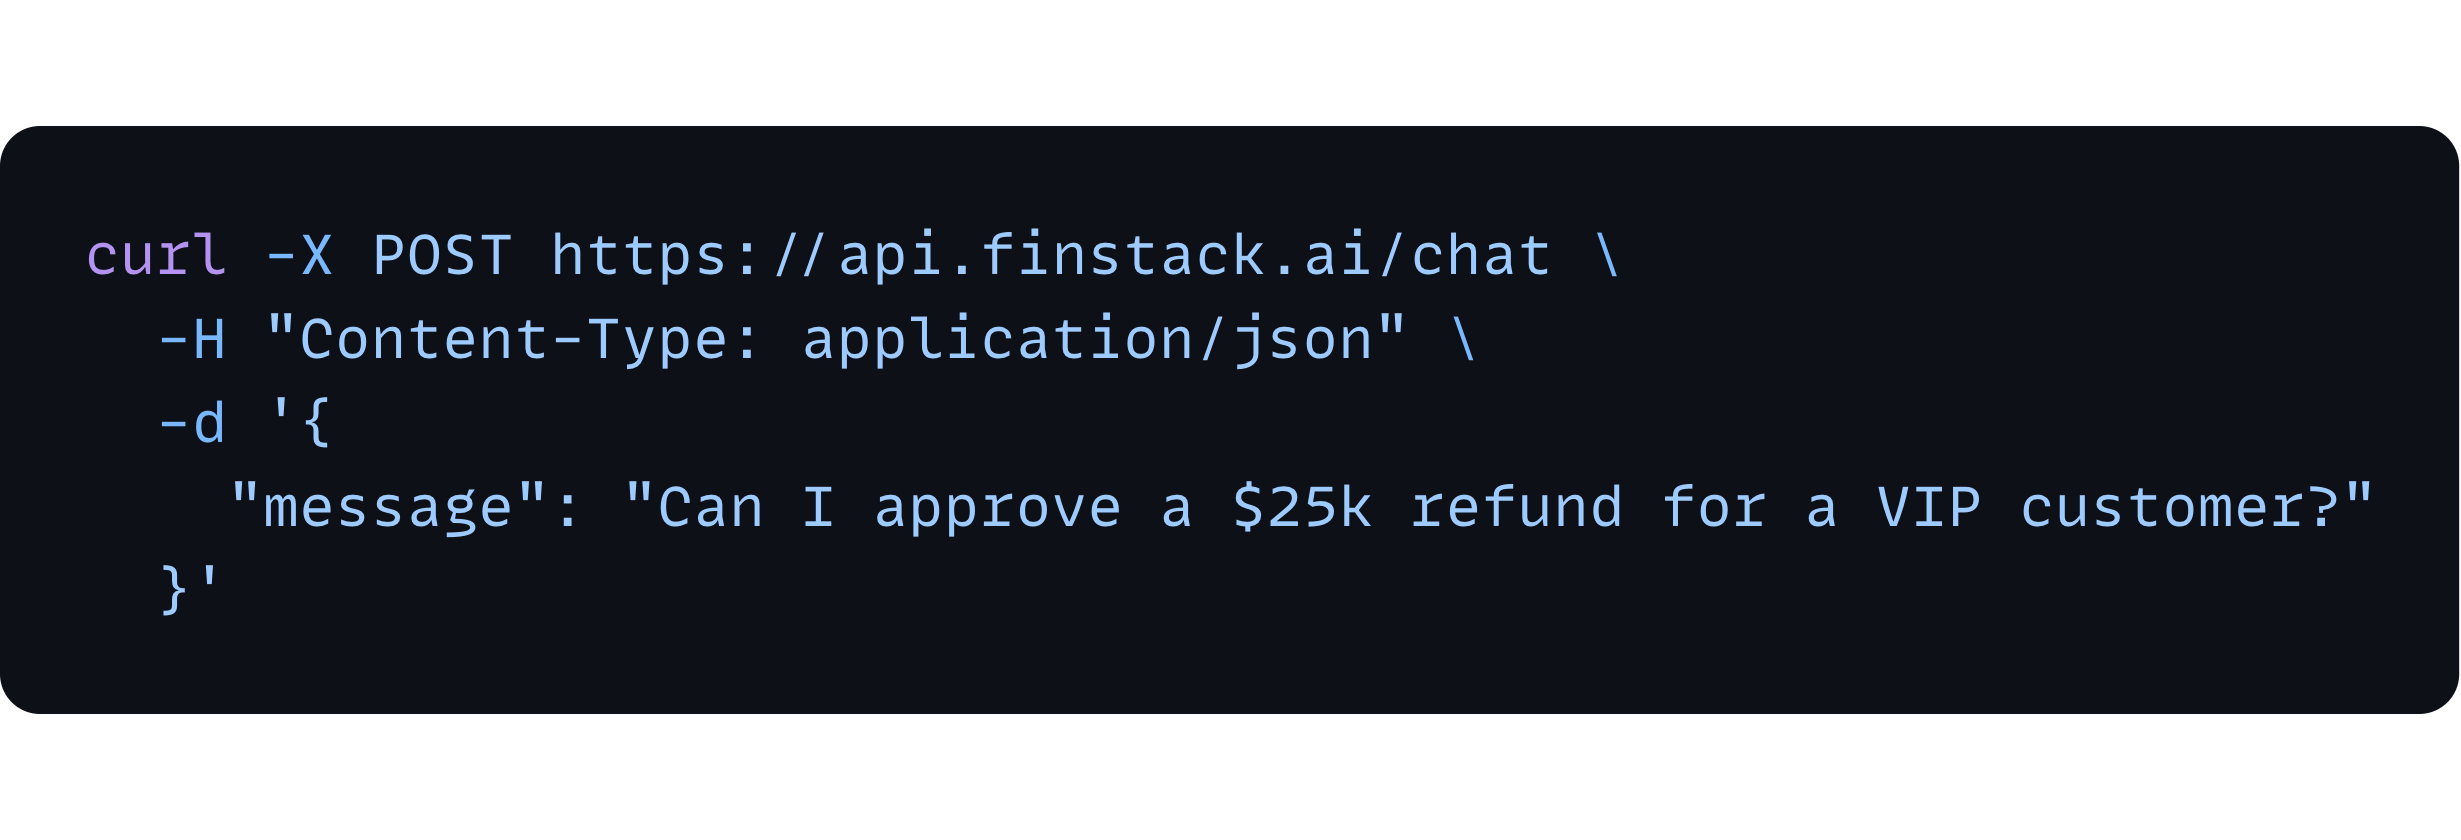 curl -X POST https://api.finstack.ai/chat \
  -H "Content-Type: application/json" \
  -d '{
    "message": "Can I approve a $25k refund for a VIP customer?"
  }'